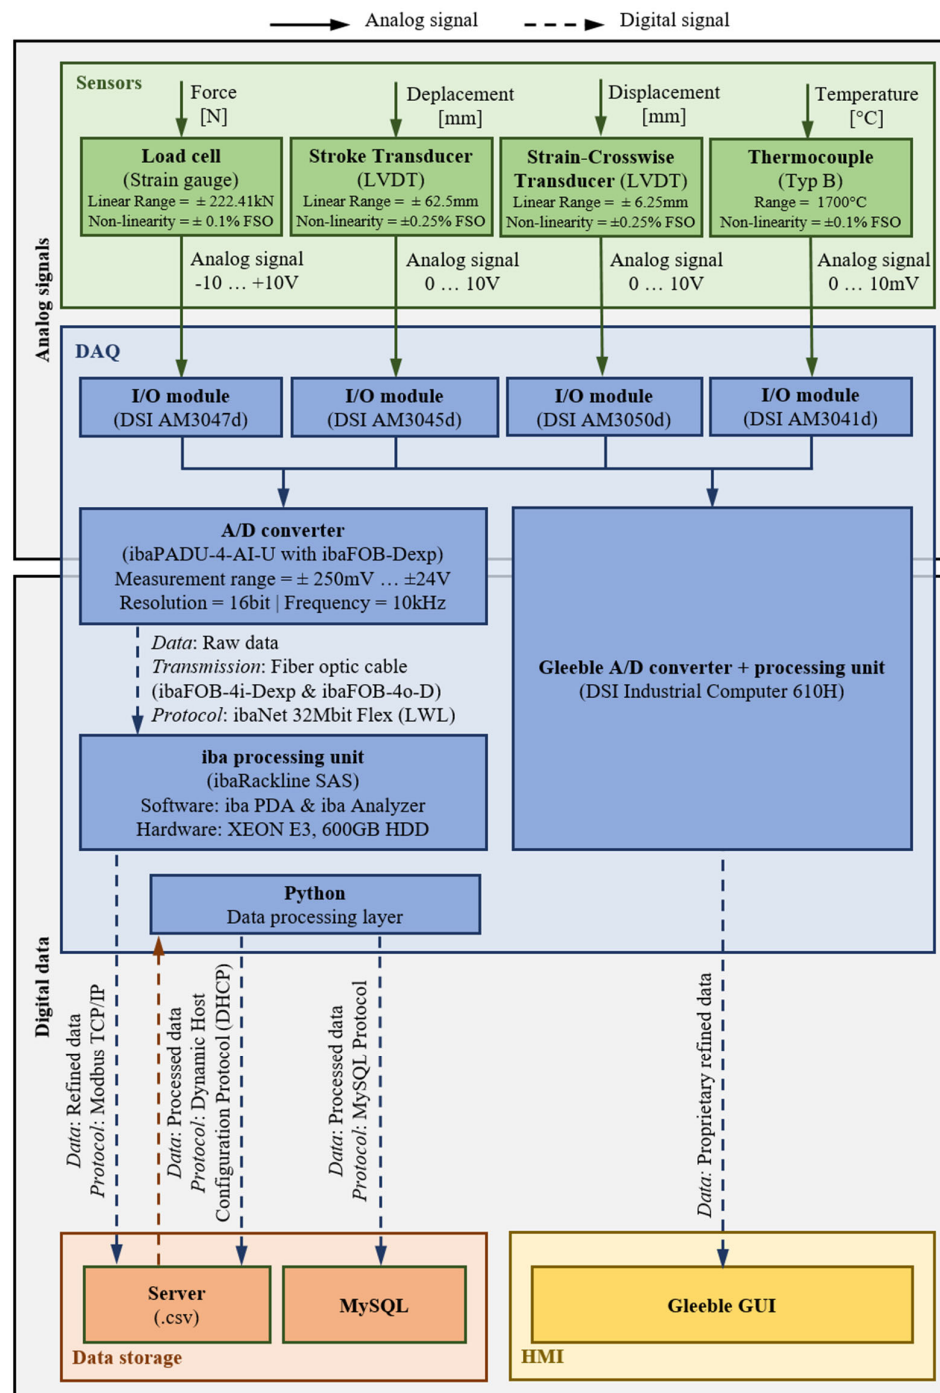 Analog signal
Digital signal
Analog signals
Sensors
Force
[N]
Deplacement
[mm]
Displacement
[mm]
Temperature
[°C]
Load cell
(Strain gauge)
Linear Range = ± 222.41kN
Non-linearity = ± 0.1% FSO
Stroke Transducer
(LVDT)
Linear Range = ± 62.5mm
Non-linearity = ±0.25% FSO
Strain-Crosswise
Transducer (LVDT)
Linear Range = ± 6.25mm
Non-linearity = ±0.25% FSO
Thermocouple
(Typ B)
Range = 1700°C
Non-linearity = ±0.1% FSO
Analog signal
-10 … +10V
Analog signal
0 … 10V
Analog signal
0 … 10V
Analog signal
0 … 10mV
DAQ
I/O module
(DSI AM3047d)
I/O module
(DSI AM3045d)
I/O module
(DSI AM3050d)
I/O module
(DSI AM3041d)
A/D converter
(ibaPADU-4-AI-U with ibaFOB-Dexp)
Measurement range = ± 250mV … ±24V
Resolution = 16bit | Frequency = 10kHz
Data: Raw data
Transmission: Fiber optic cable
(ibaFOB-4i-Dexp & ibaFOB-4o-D)
Protocol: ibaNet 32Mbit Flex (LWL)
Gleeble A/D converter + processing unit
(DSI Industrial Computer 610H)
iba processing unit
(ibaRackline SAS)
Software: iba PDA & iba Analyzer
Hardware: XEON E3, 600GB HDD
Python
Data processing layer
Digital data
Data: Refined data
Protocol: Modbus TCP/IP
Data: Processed data
Protocol: Dynamic Host
Configuration Protocol (DHCP)
Data: Processed data
Protocol: MySQL Protocol
Data: Proprietary refined data
Server
(.csv)
MySQL
Data storage
Gleeble GUI
HMI